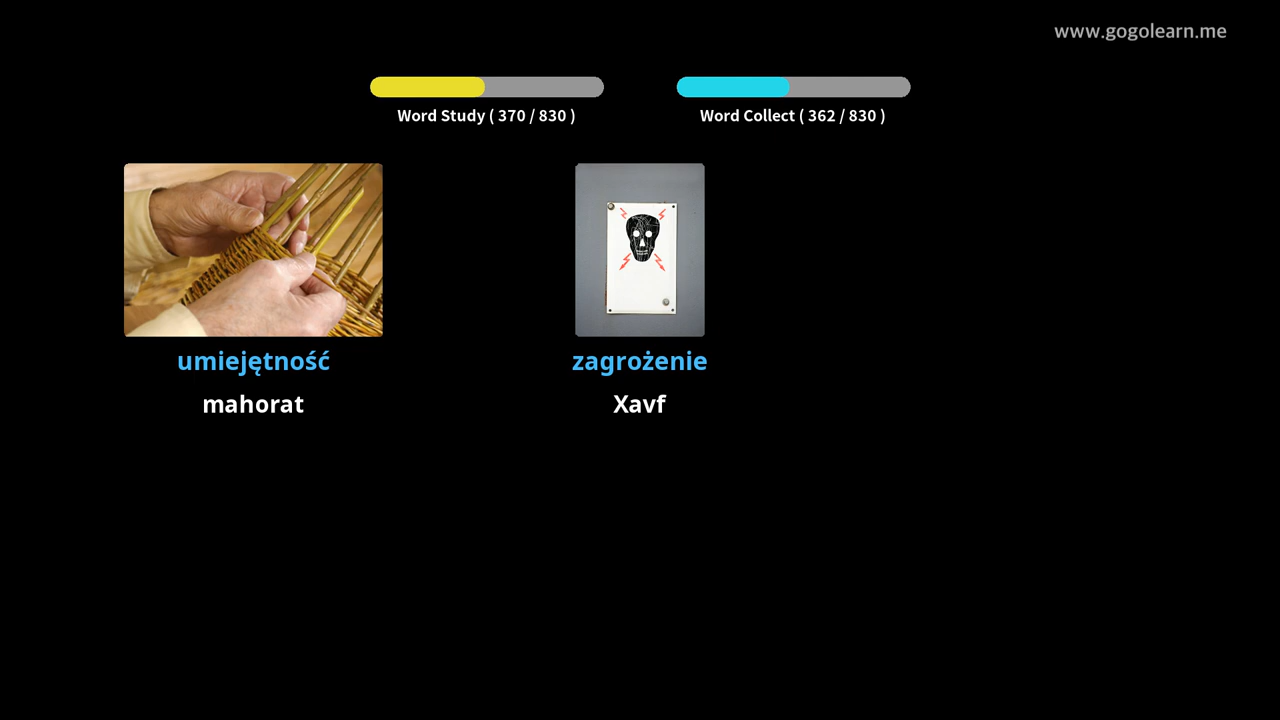 www.gogolearn.me
Word Study ( 370 / 830 )
Word Collect ( 362 / 830 )
umiejętność
mahorat
zagrożenie
Xavf